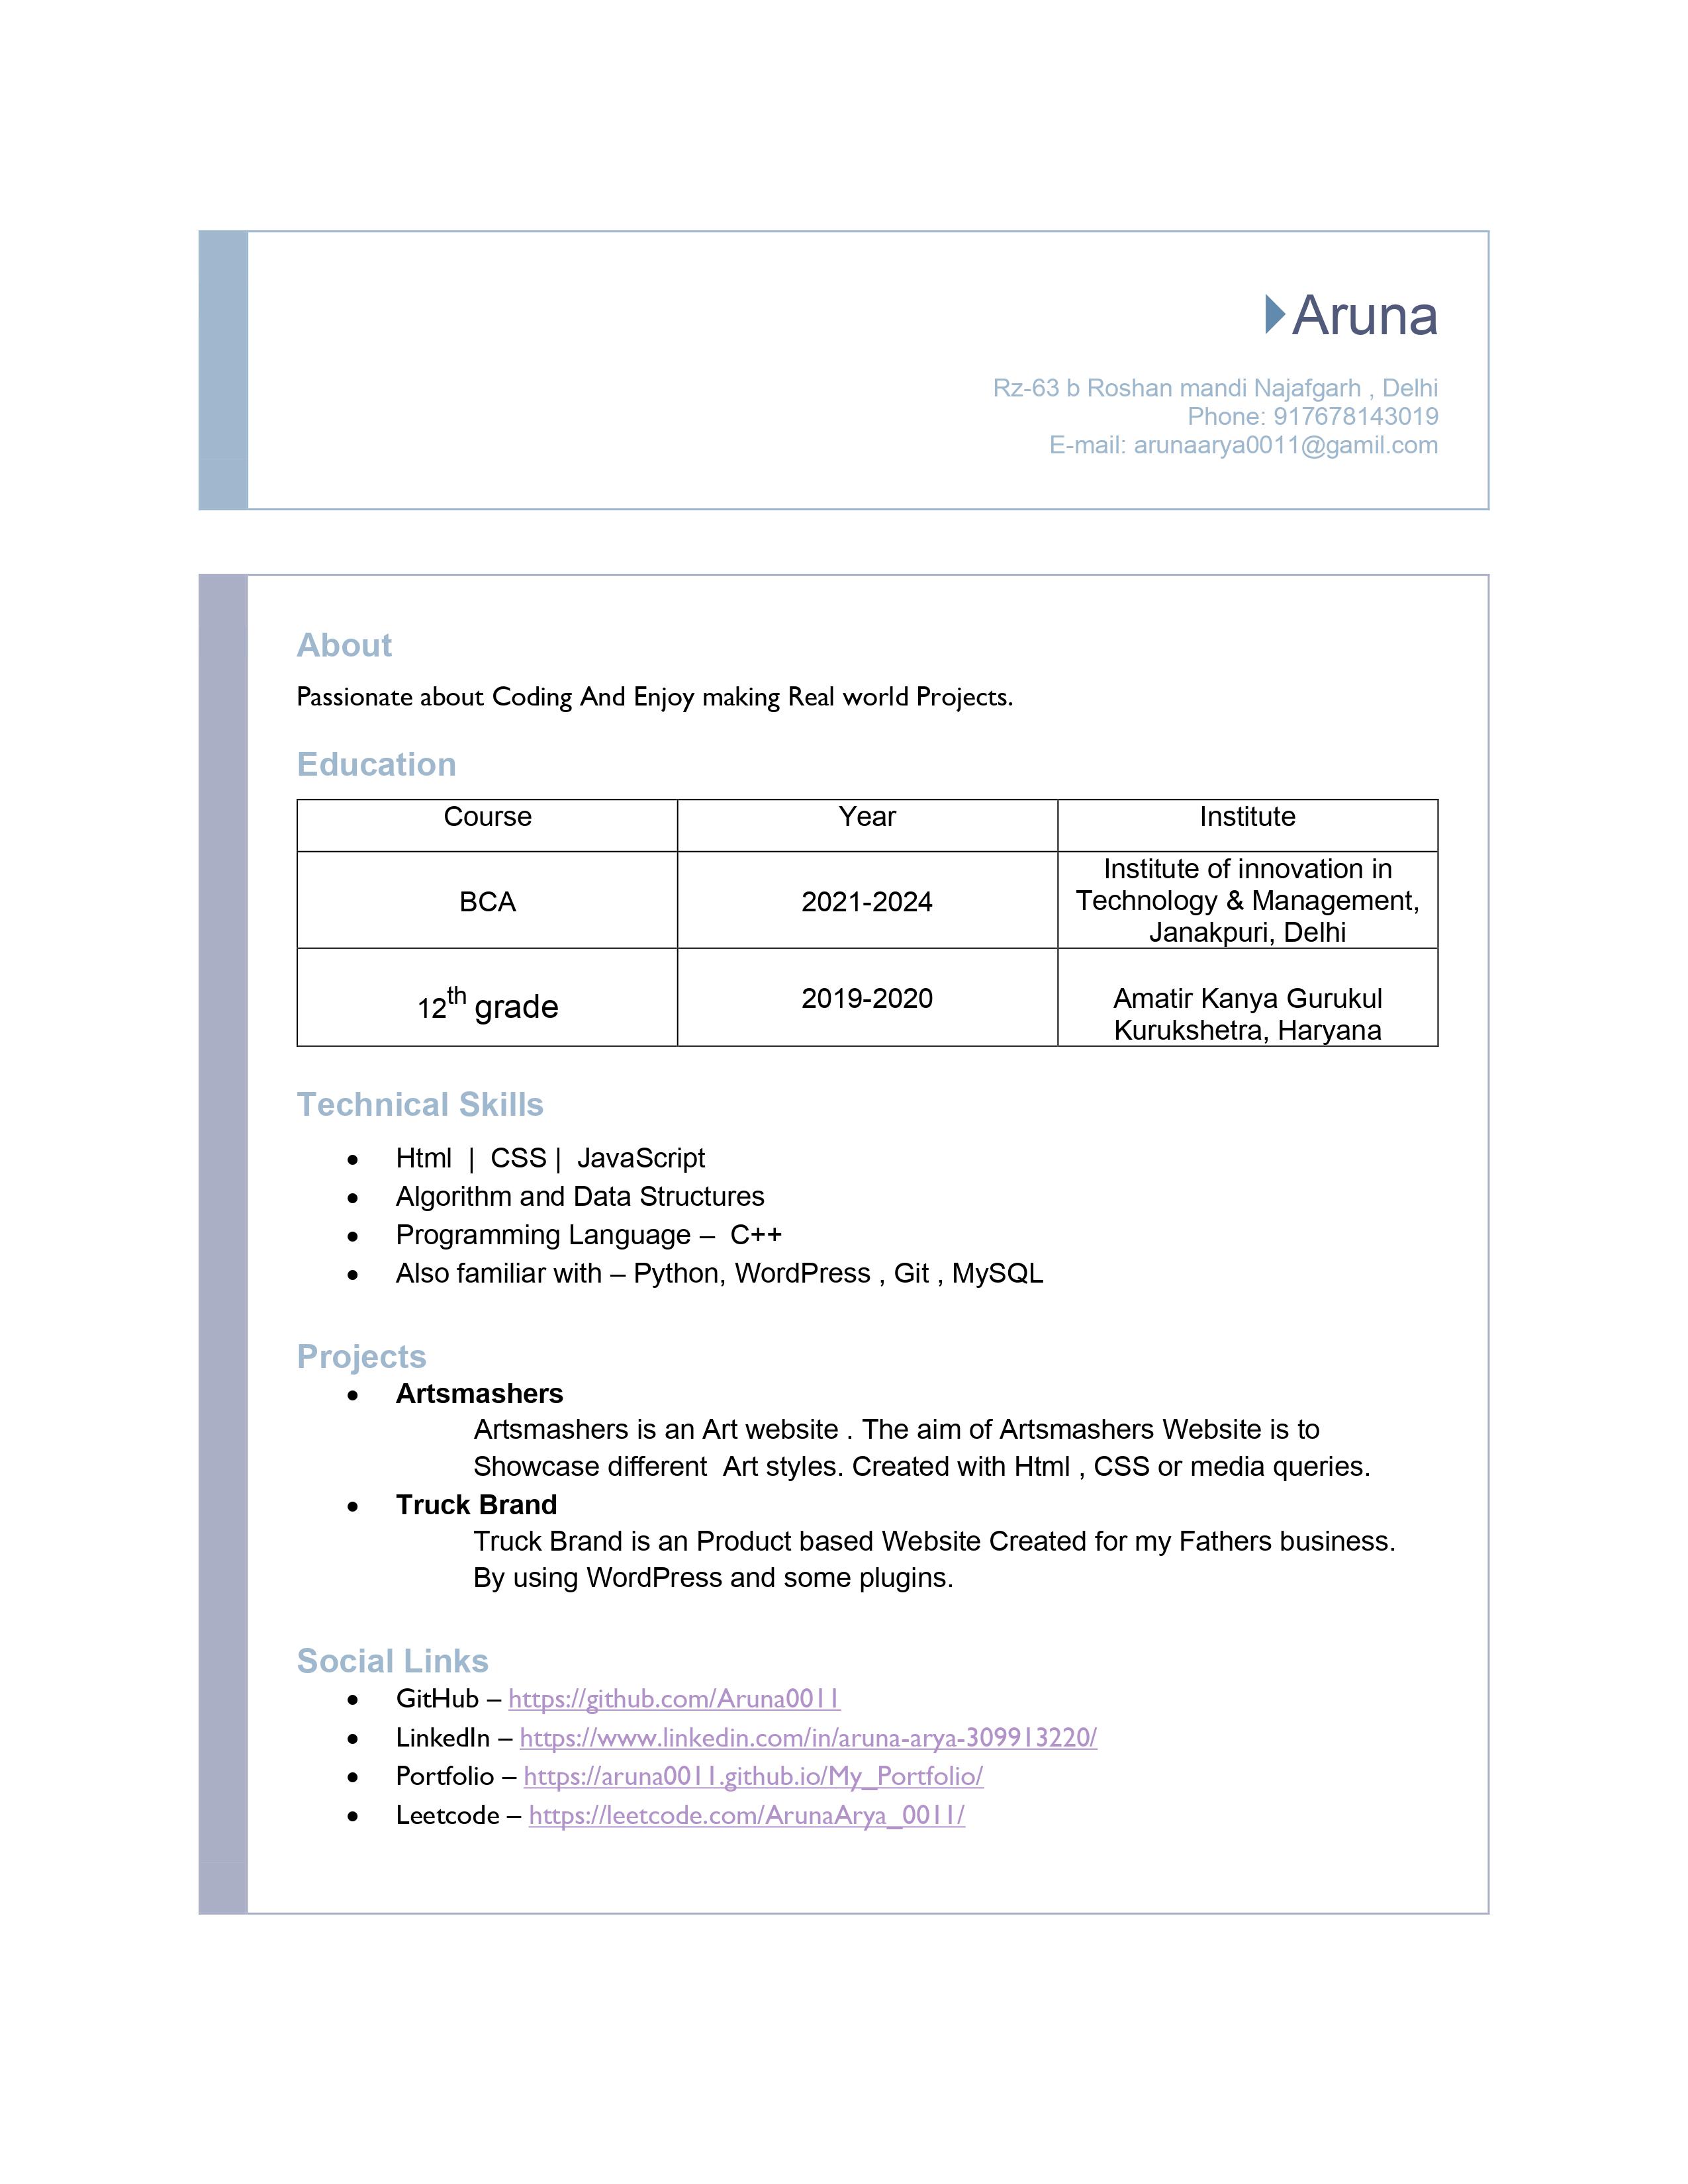 Aruna
Rz-63 b Roshan mandi Najafgarh , Delhi
Phone: 917678143019
E-mail: arunaarya0011@gamil.com
About
Passionate about Coding And Enjoy making Real world Projects.
Education
Course Year Institute
BCA 2021-2024 Institute of innovation in
Technology & Management,
Janakpuri, Delhi
12th grade 2019-2020 Amatir Kanya Gurukul
Kurukshetra, Haryana
Technical Skills
• Html | CSS | JavaScript
• Algorithm and Data Structures
• Programming Language – C++
• Also familiar with – Python, WordPress , Git , MySQL
Projects
• Artsmashers
Artsmashers is an Art website . The aim of Artsmashers Website is to
Showcase different Art styles. Created with Html , CSS or media queries.
• Truck Brand
Truck Brand is an Product based Website Created for my Fathers business.
By using WordPress and some plugins.
Social Links
• GitHub – https://github.com/Aruna0011
• LinkedIn – https://www.linkedin.com/in/aruna-arya-309913220/
• Portfolio – https://aruna0011.github.io/My_Portfolio/
• Leetcode – https://leetcode.com/ArunaArya_0011/